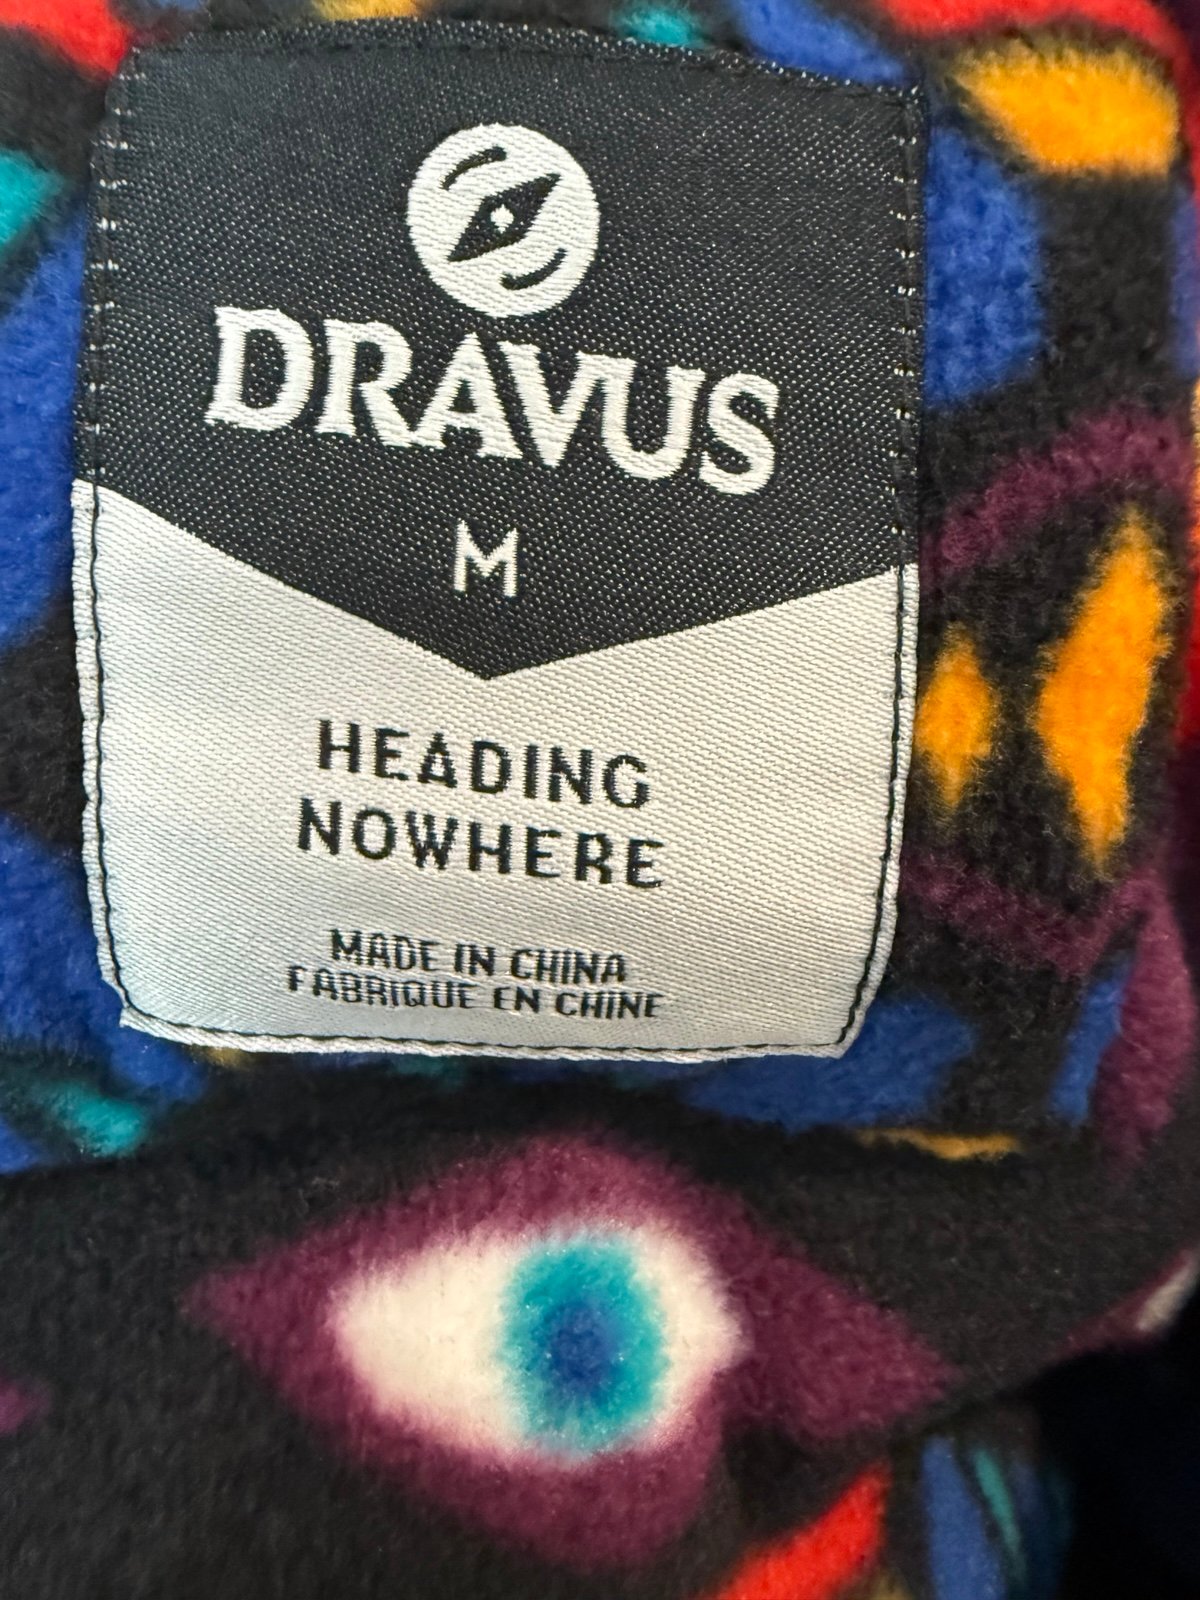 DRAVUS
M
HEADING
NOWHERE
MADE IN CHINA
FABRIQUE EN CHINE